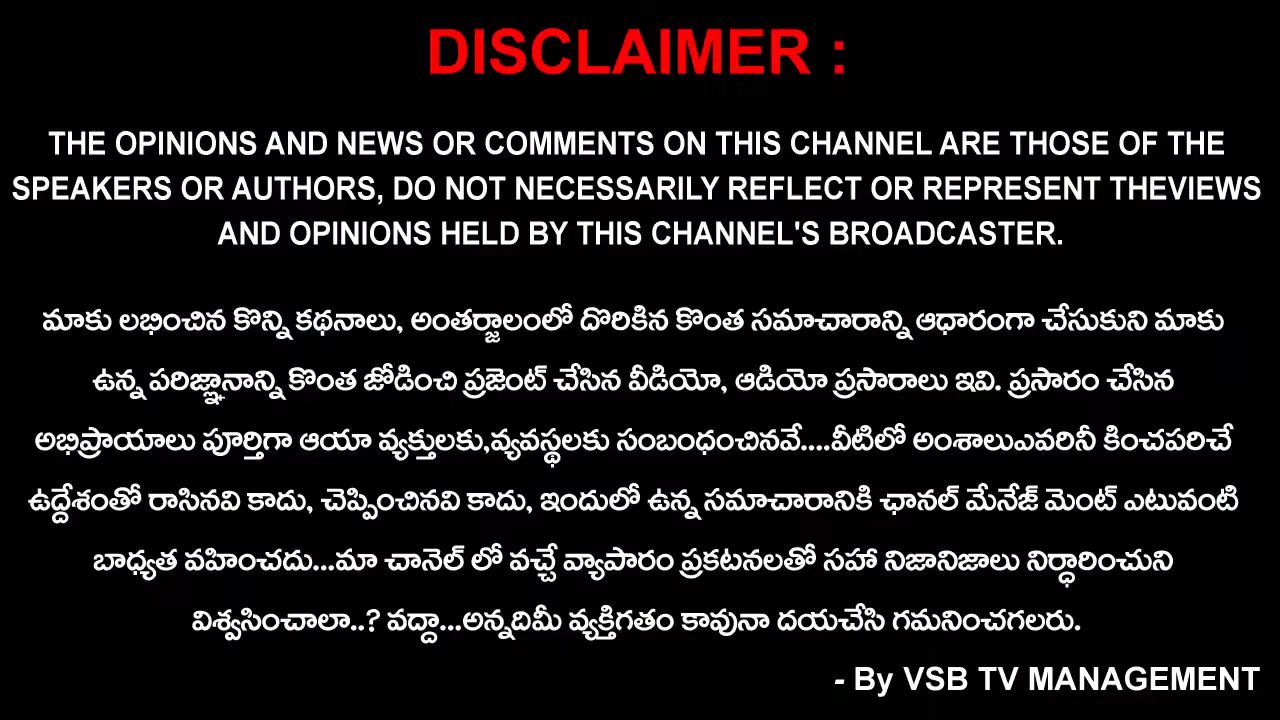 DISCLAIMER :
THE OPINIONS AND NEWS OR COMMENTS ON THIS CHANNEL ARE THOSE OF THE
SPEAKERS OR AUTHORS, DO NOT NECESSARILY REFLECT OR REPRESENT THEVIEWS
AND OPINIONS HELD BY THIS CHANNEL'S BROADCASTER.
మాకు లభించిన కొన్ని కథనాలు, అంతర్జాలంలో దొరికిన కొంత సమాచారాన్ని ఆధారంగా చేసుకుని మాకు
ఉన్న పరిజ్ఞానాన్ని కొంత జోడించి ప్రజెంట్ చేసిన వీడియో, ఆడియో ప్రసారాలు ఇవి. ప్రసారం చేసిన
అభిప్రాయాలు పూర్తిగా ఆయా వ్యక్తులకు,వ్యవస్థలకు సంబంధంచినవే....వీటిలో అంశాలుఎవరినీ కించపరిచే
ఉద్దేశంతో రాసినవి కాదు, చెప్పించినవి కాదు, ఇందులో ఉన్న సమాచారానికి ఛానల్ మేనేజ్ మెంట్ ఎటువంటి
బాధ్యత వహించదు...మా చానెల్ లో వచ్చే వ్యాపారం ప్రకటనలతో సహా నిజానిజాలు నిర్ధారించుని
విశ్వసించాలా..? వద్దా...అన్నదిమీ వ్యక్తిగతం కావునా దయచేసి గమనించగలరు.
- By VSB TV MANAGEMENT